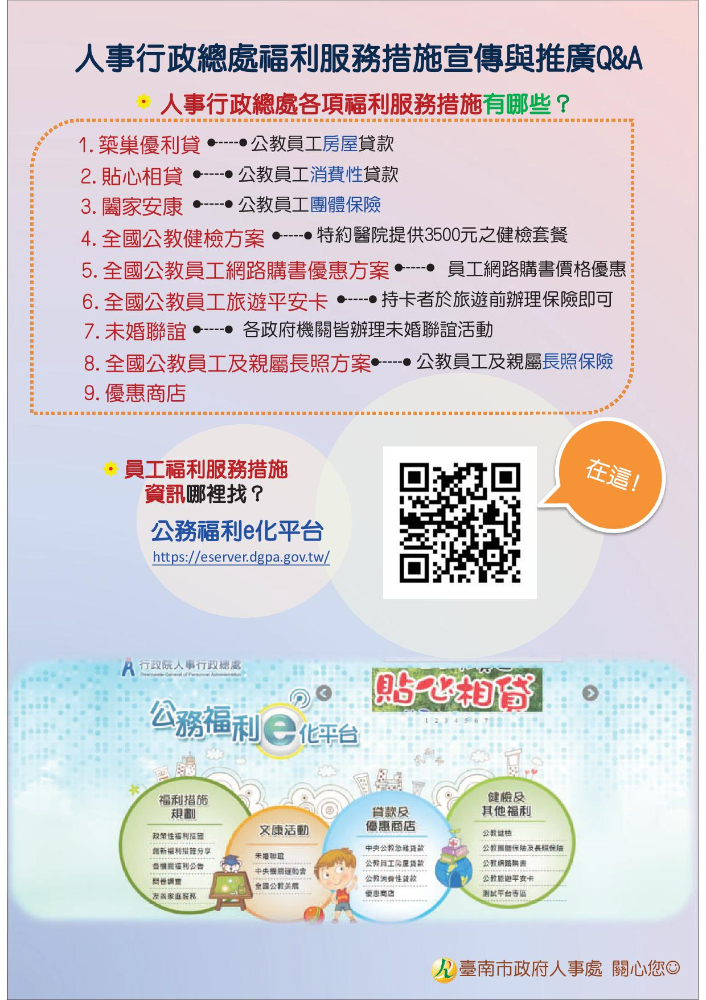 人事行政總處福利服務措施宣傳與推廣Q&A
人事行政總處各項福利服務措施有哪些？
1. 築巢優利貸 公教員工房屋貸款
2. 貼心相貸 公教員工消費性貸款
3. 闔家安康 公教員工團體保險
4. 全國公教健檢方案 特約醫院提供3500元之健檢套餐
5. 全國公教員工網路購書優惠方案 員工網路購書價格優惠
6. 全國公教員工旅遊平安卡 持卡者於旅遊前辦理保險即可
7. 未婚聯誼 各政府機關皆辦理未婚聯誼活動
8. 全國公教員工及親屬長照方案 公教員工及親屬長照保險
9. 優惠商店
員工福利服務措施
資訊哪裡找？
公務福利e化平台
https://eserver.dgpa.gov.tw/
在這!
行政院人事行政總處
Directorate-General of Personnel Administration
公務福利e化平台
貼心相貸
1 2 3 4 5 6 7
福利措施
規劃
政策性福利措施
創新福利措施分享
各機關福利公告
問卷調查
友善家庭服務
文康活動
未婚聯誼
中央機關運動會
全國公教美展
貸款及
優惠商店
中央公教急難貸款
公教員工房屋貸款
公教消費性貸款
優惠商店
健檢及
其他福利
公教健檢
公教團體保險及長照保險
公教網路購書
公教旅遊平安卡
測試平台專區
臺南市政府人事處 關心您☺